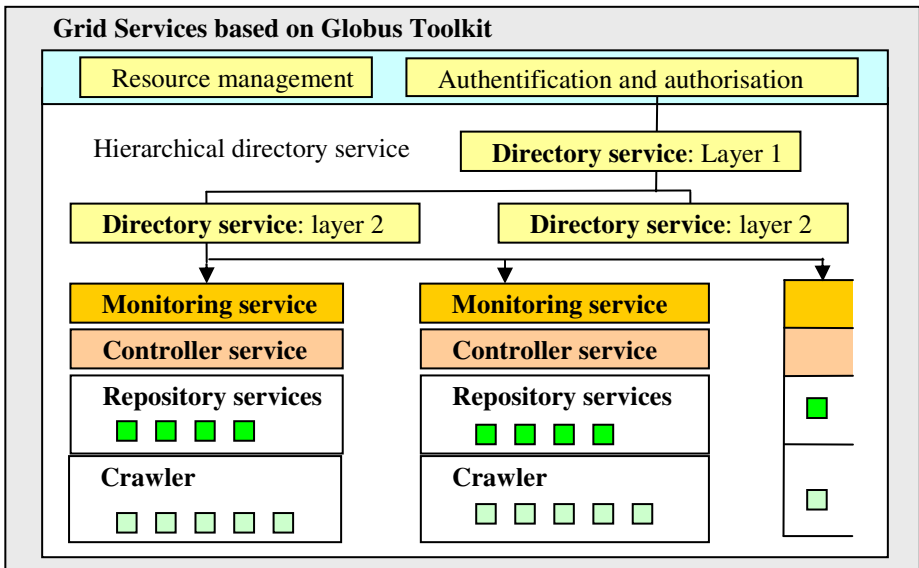 Grid Services based on Globus Toolkit
Resource management
Authentification and authorisation
Hierarchical directory service
Directory service: Layer 1
Directory service: layer 2
Directory service: layer 2
Monitoring service
Controller service
Repository services
Crawler
Monitoring service
Controller service
Repository services
Crawler